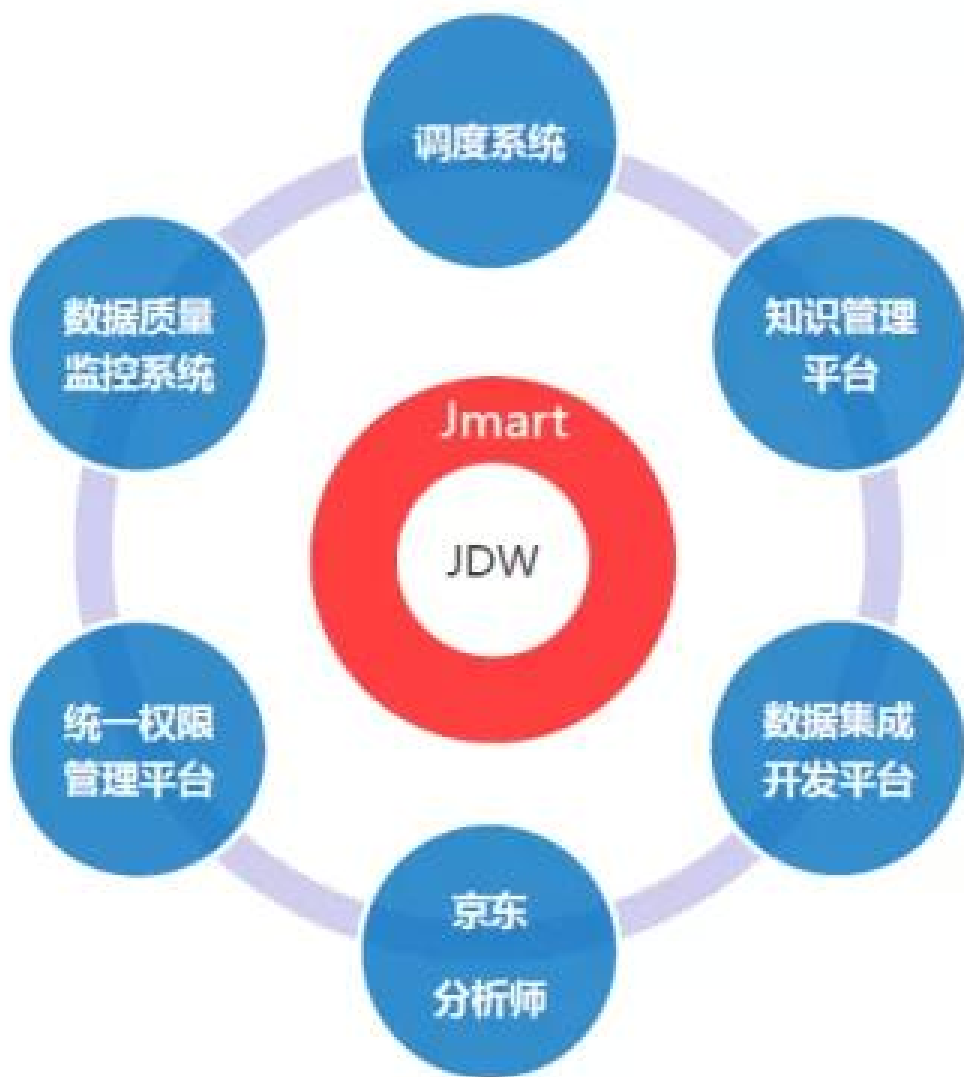 调度系统
数据质量
监控系统
知识管理
平台
Jmart
JDW
统一权限
管理平台
数据集成
开发平台
京东
分析师